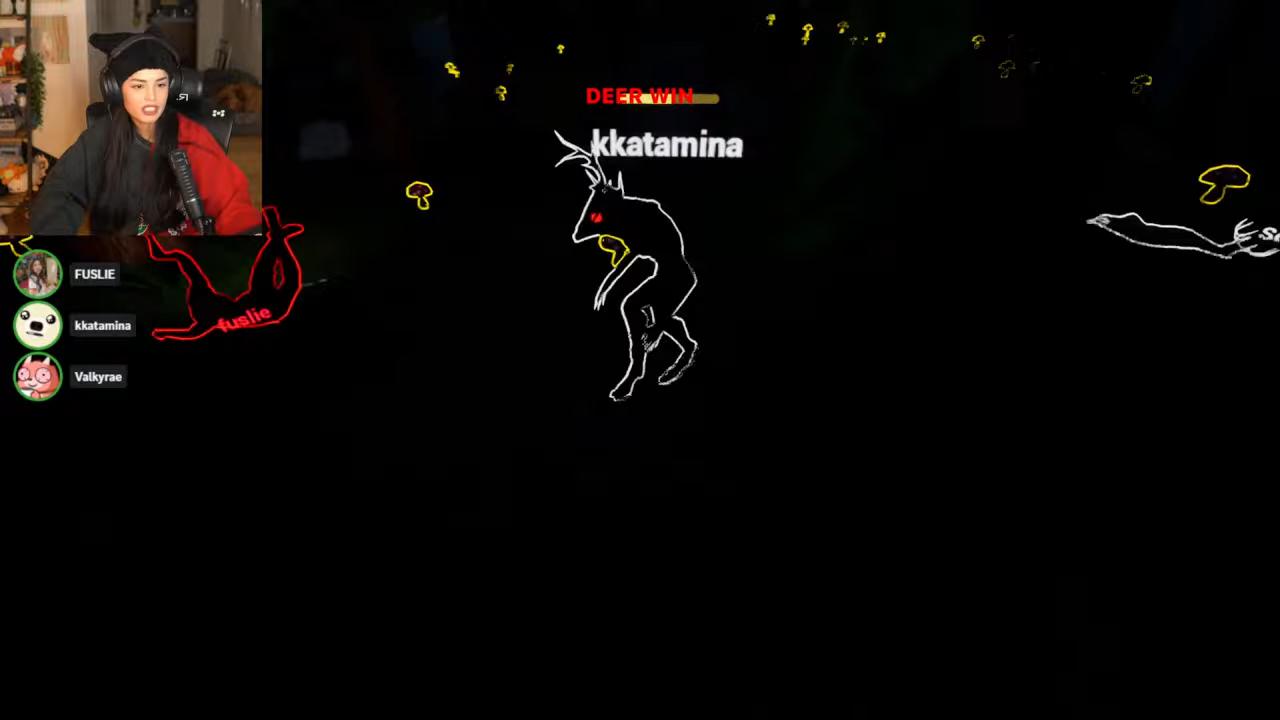 DEER WIN
kkatamina
FUSLIE
fuslie
kkatamina
Valkyrae